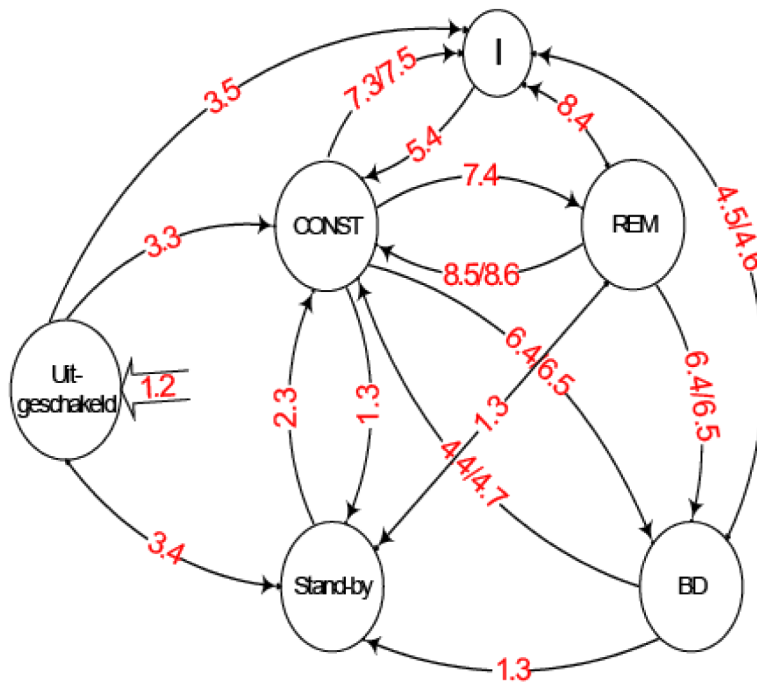 I
3.5
7.3/7.5
8.4
5.4
4.5/4.6
7.4
CONST
REM
3.3
8.5/8.6
6.4/6.5
6.4/6.5
Uit-
geschakeld
1.2
2.3
1.3
1.3
4.4/4.7
3.4
Stand-by
BD
1.3